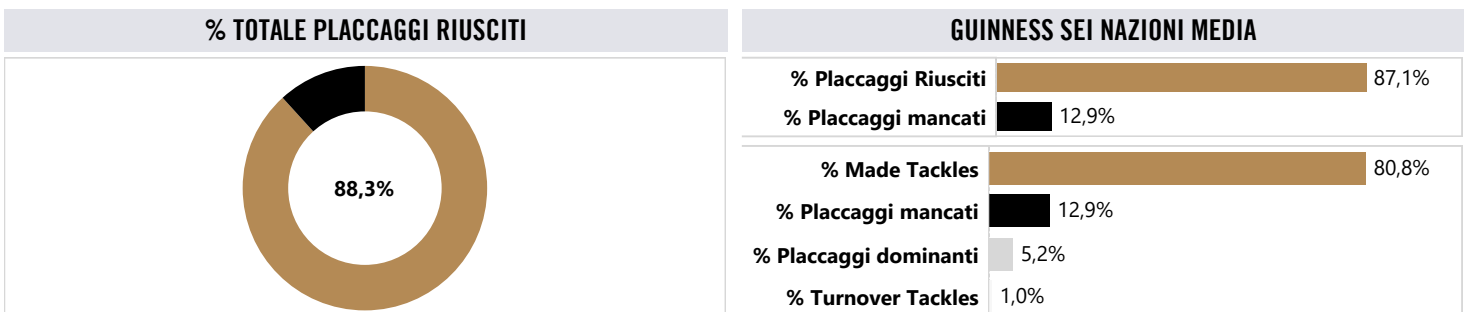 % TOTALE PLACCAGGI RIUSCITI
88,3%
GUINNESS SEI NAZIONI MEDIA
% Placcaggi Riusciti 87,1%
% Placcaggi mancati 12,9%
% Made Tackles 80,8%
% Placcaggi mancati 12,9%
% Placcaggi dominanti 5,2%
% Turnover Tackles 1,0%